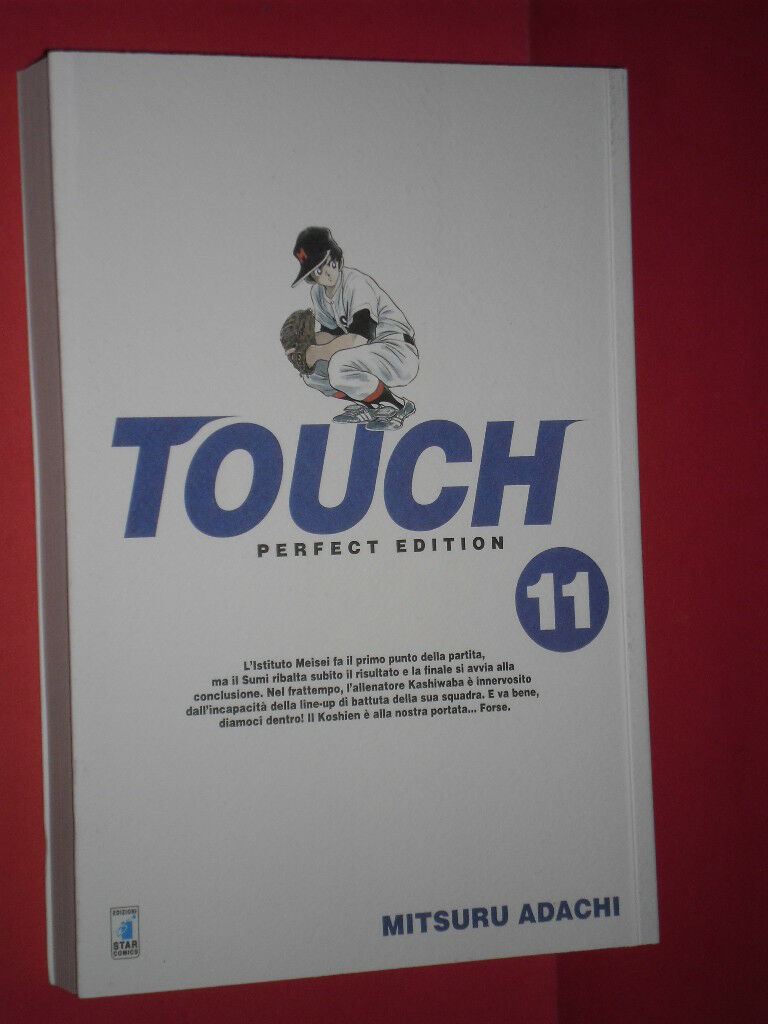 M
TOUCH
PERFECT EDITION
11
L'Istituto Meisei fa il primo punto della partita,
ma il Sumi ribalta subito il risultato e la finale si avvia alla
conclusione. Nel frattempo, l'allenatore Kashiwaba è innervosito
dall'incapacità della line-up di battuta della sua squadra. E va bene,
diamoci dentro! Il Koshien è alla nostra portata... Forse.
MITSURU ADACHI
EDIZIONI
STAR
COMICS